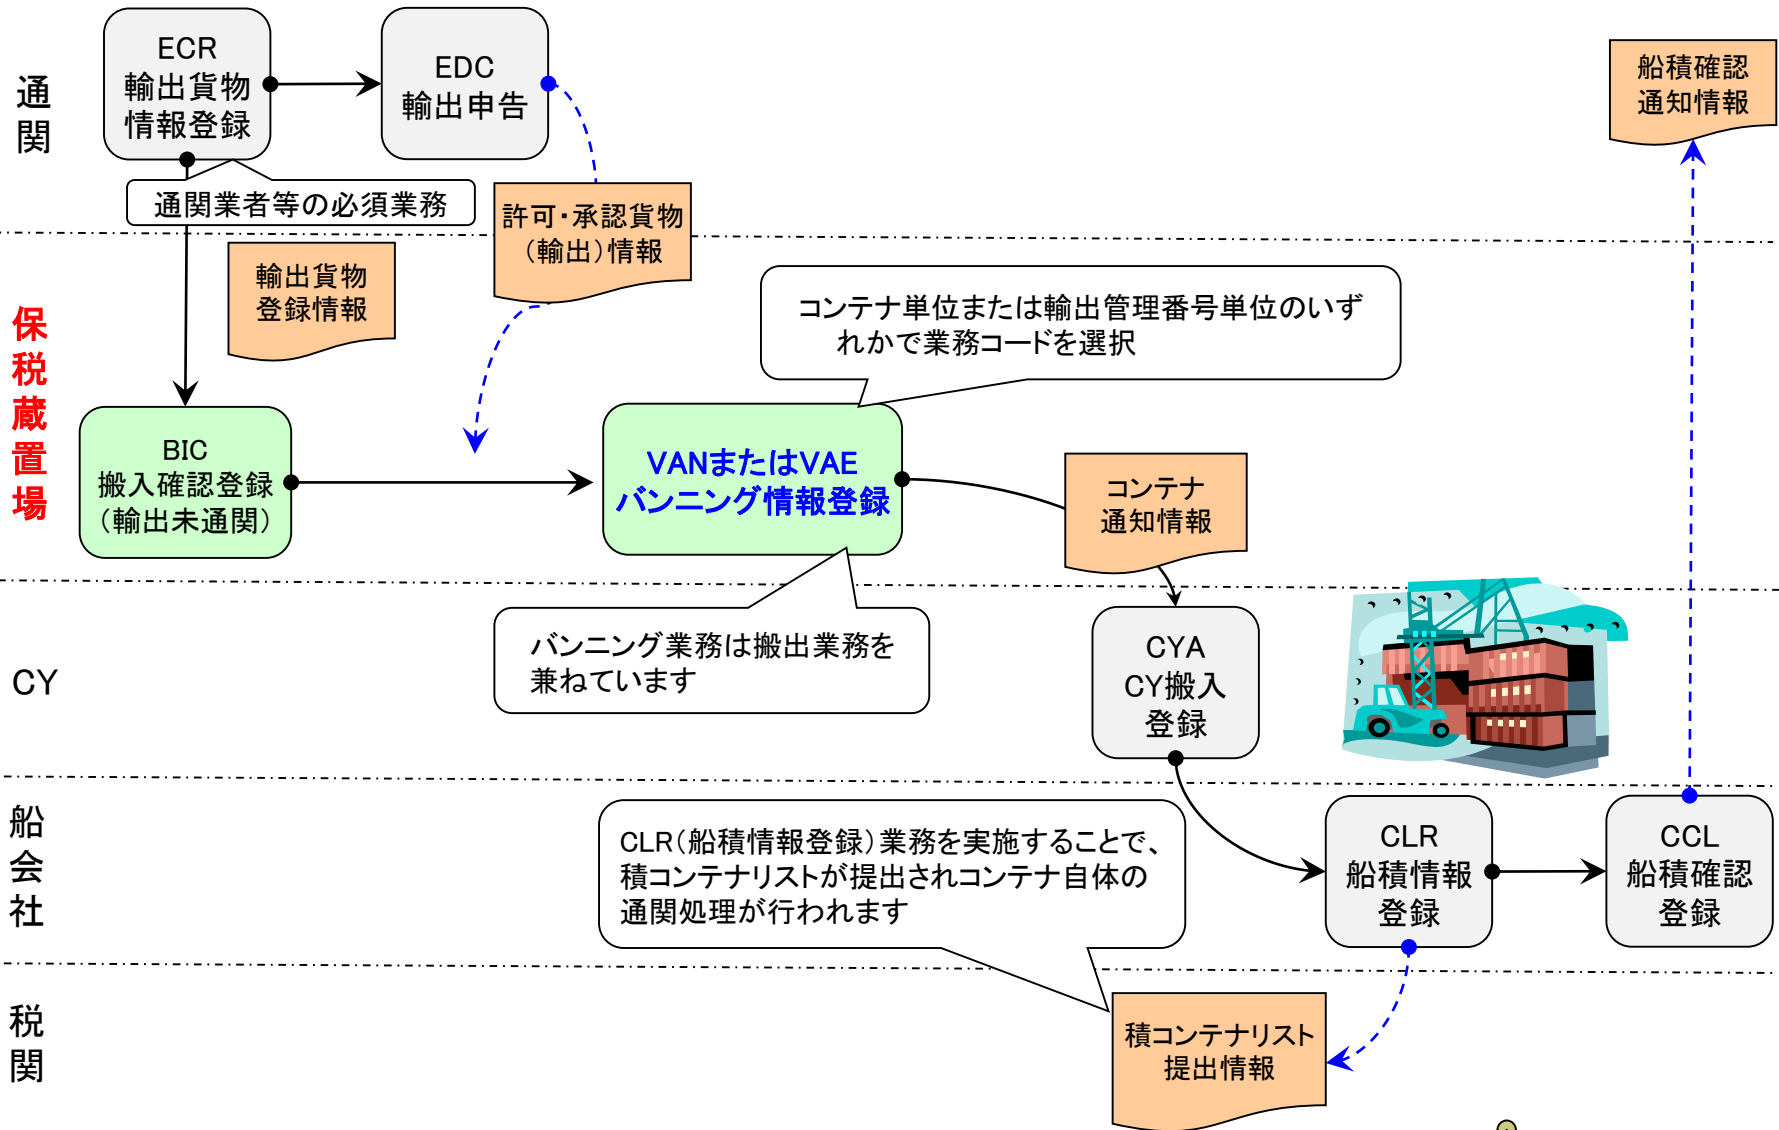 通
関
ECR
輸出貨物
情報登録
EDC
輸出申告
船積確認
通知情報
通関業者等の必須業務
許可・承認貨物
（輸出）情報
保
税
蔵
置
場
輸出貨物
登録情報
コンテナ単位または輸出管理番号単位のいず
れかで業務コードを選択
BIC
搬入確認登録
（輸出未通関）
VANまたはVAE
バンニング情報登録
コンテナ
通知情報
CY
バンニング業務は搬出業務を
兼ねています
CYA
CY搬入
登録
船
会
社
CLR（船積情報登録）業務を実施することで、
積コンテナリストが提出されコンテナ自体の
通関処理が行われます
CLR
船積情報
登録
CCL
船積確認
登録
税
関
積コンテナリスト
提出情報